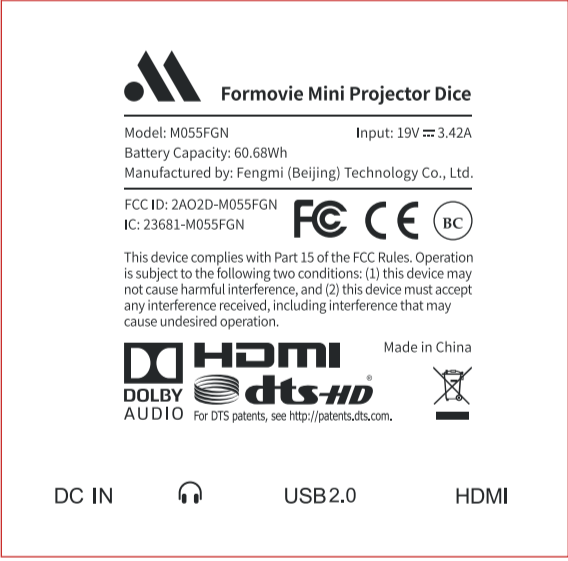 Formovie Mini Projector Dice
Model: M055FGN Input: 19V ⎓ 3.42A
Battery Capacity: 60.68Wh
Manufactured by: Fengmi (Beijing) Technology Co., Ltd.
FCC ID: 2AO2D-M055FGN
IC: 23681-M055FGN
FC CE BC
This device complies with Part 15 of the FCC Rules. Operation
is subject to the following two conditions: (1) this device may
not cause harmful interference, and (2) this device must accept
any interference received, including interference that may
cause undesired operation.
HDMI Made in China
DOLBY AUDIO
dts-HD®
For DTS patents, see http://patents.dts.com.
DC IN USB2.0 HDMI